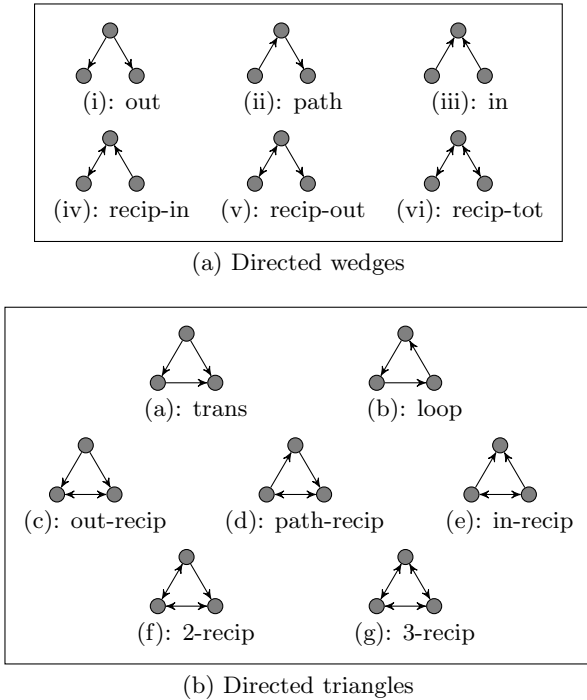 (i): out (ii): path (iii): in
(iv): recip-in (v): recip-out (vi): recip-tot
(a) Directed wedges
(a): trans (b): loop
(c): out-recip (d): path-recip (e): in-recip
(f): 2-recip (g): 3-recip
(b) Directed triangles